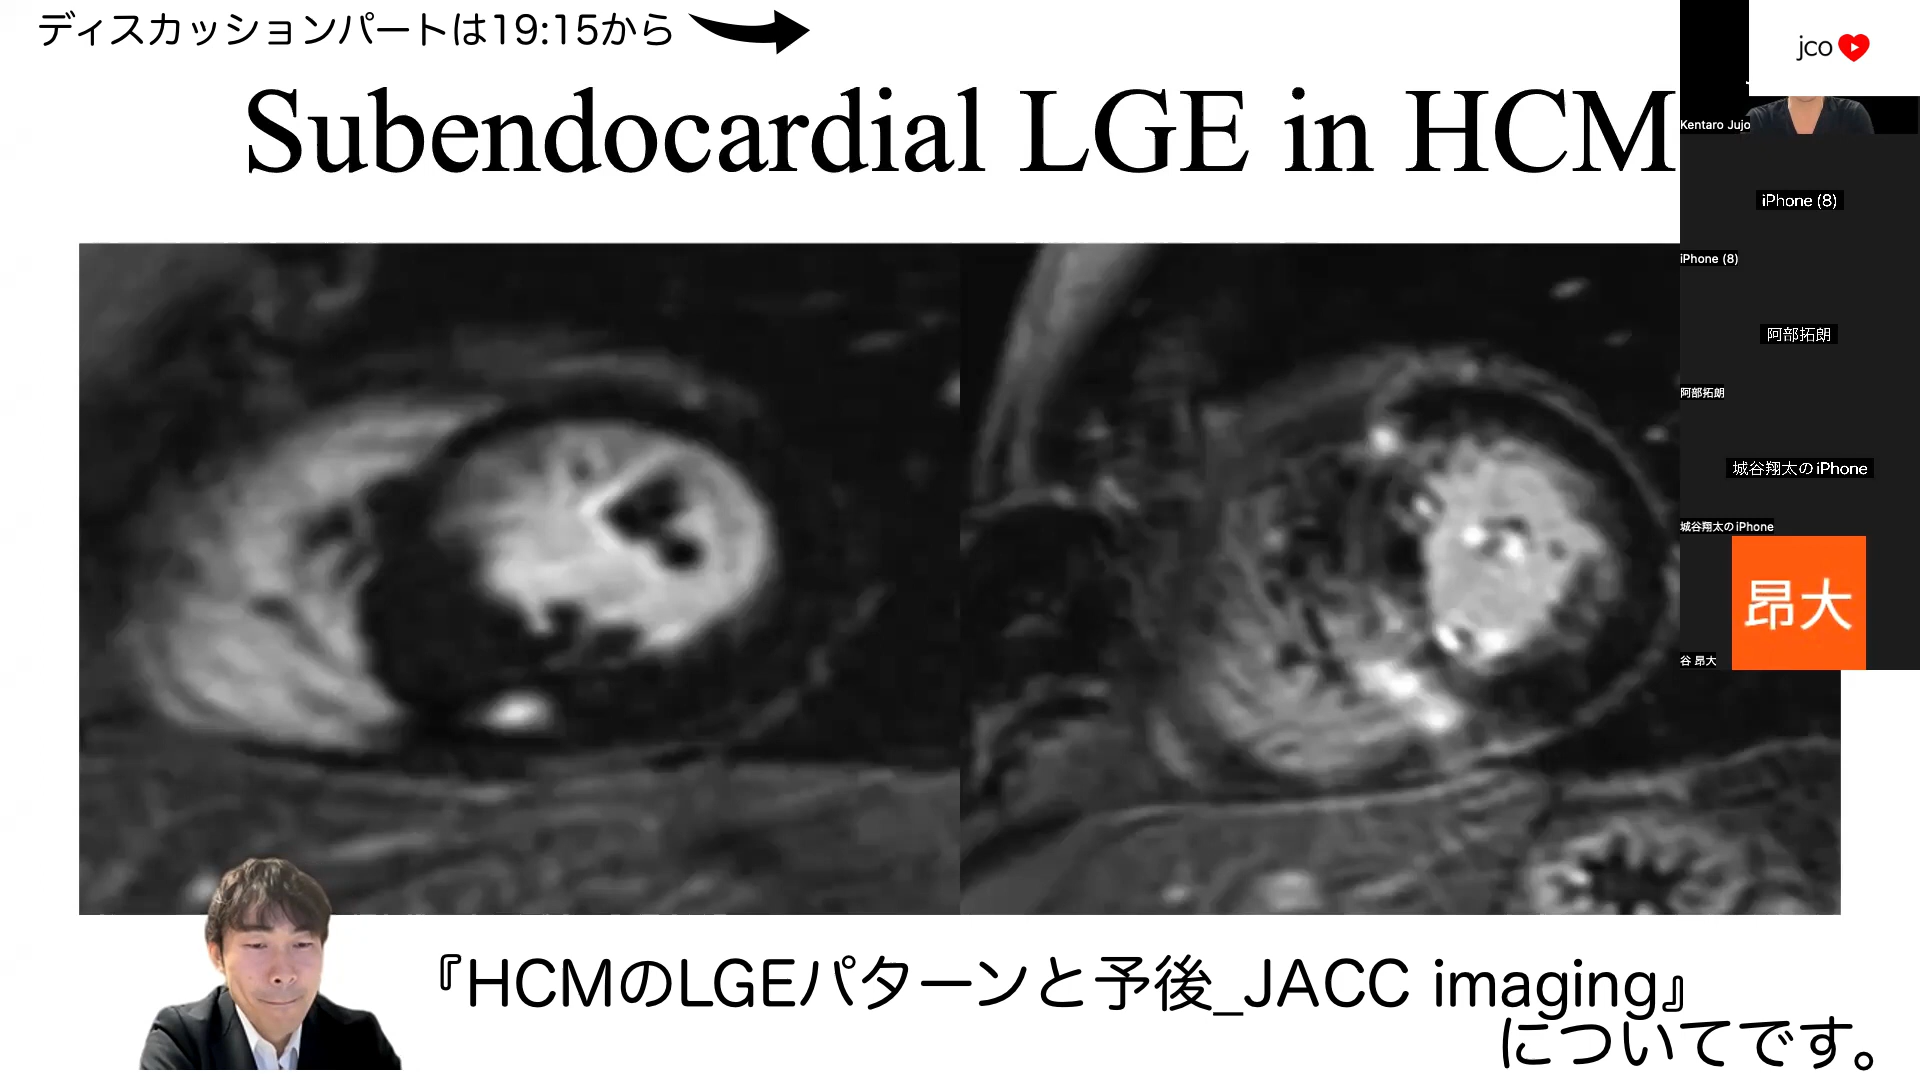 ディスカッションパートは19:15から
jco
Subendocardial LGE in HCM
Kentaro Jujo
iPhone (8)
iPhone (8)
阿部拓朗
阿部拓朗
城谷翔太のiPhone
城谷翔太のiPhone
昂大
谷 昂大
『HCMのLGEパターンと予後_JACC imaging』
についてです。